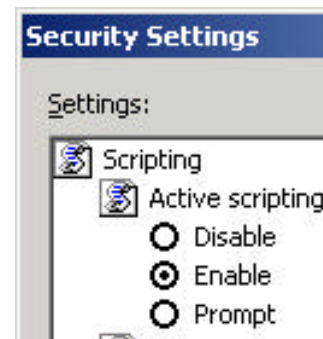 Security Settings
Settings:
Scripting
Active scripting
Disable
Enable
Prompt